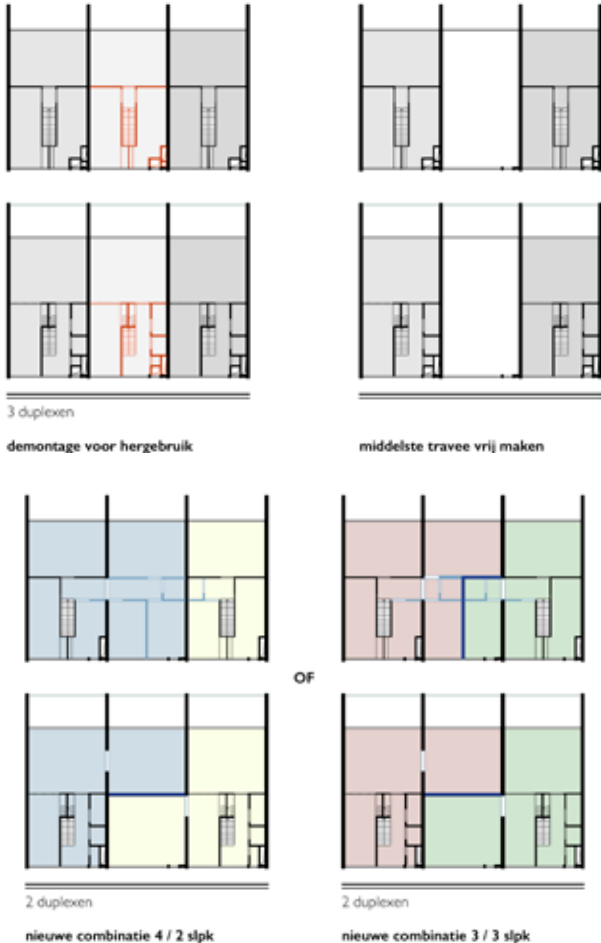 3 duplexen
demontage voor hergebruik
middelste travee vrij maken
OF
2 duplexen
nieuwe combinatie 4 / 2 slpk
2 duplexen
nieuwe combinatie 3 / 3 slpk